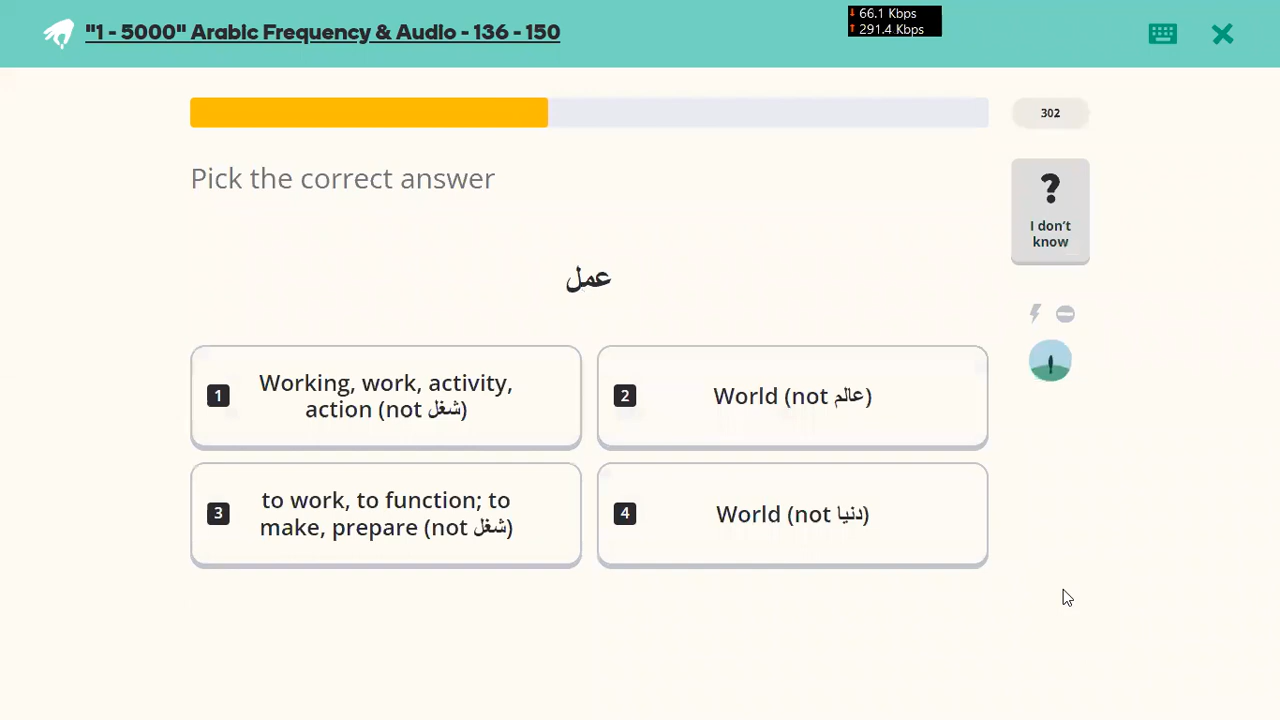 "1 - 5000" Arabic Frequency & Audio - 136 - 150
↓ 66.1 Kbps
↑ 291.4 Kbps
302
Pick the correct answer
?
I don't
know
عمل
1
Working, work, activity,
action (not شغل)
2
World (not عالم)
3
to work, to function; to
make, prepare (not شغل)
4
World (not دنيا)